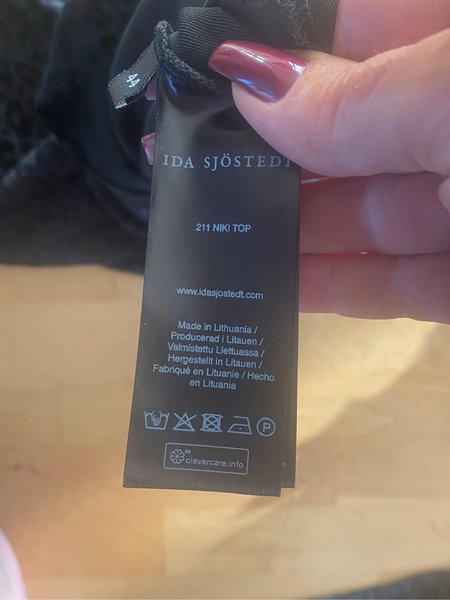 44
IDA SJÖSTEDT
211 NIKI TOP
www.idasjostedt.com
Made in Lithuania /
Producerad i Litauen /
Valmistettu Liettuassa /
Hergestellt in Litauen /
Fabriqué en Lituanie / Hecho
en Lituania
P
TM
clevercare.info